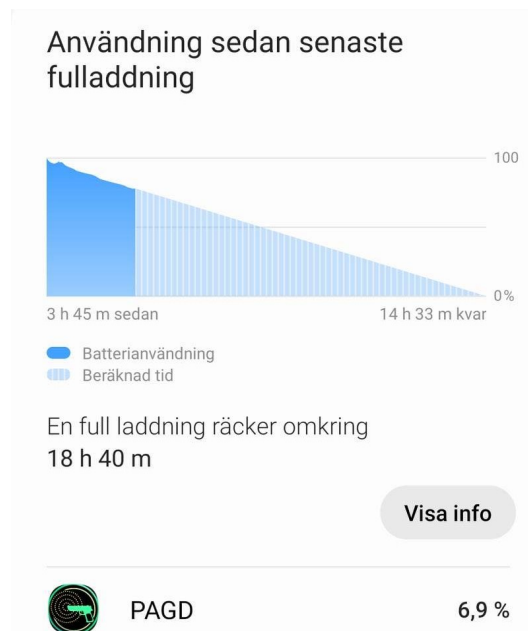 Användning sedan senaste
fulladdning
100
0%
3 h 45 m sedan
14 h 33 m kvar
Batterianvändning
Beräknad tid
En full laddning räcker omkring
18 h 40 m
Visa info
PAGD
6,9 %